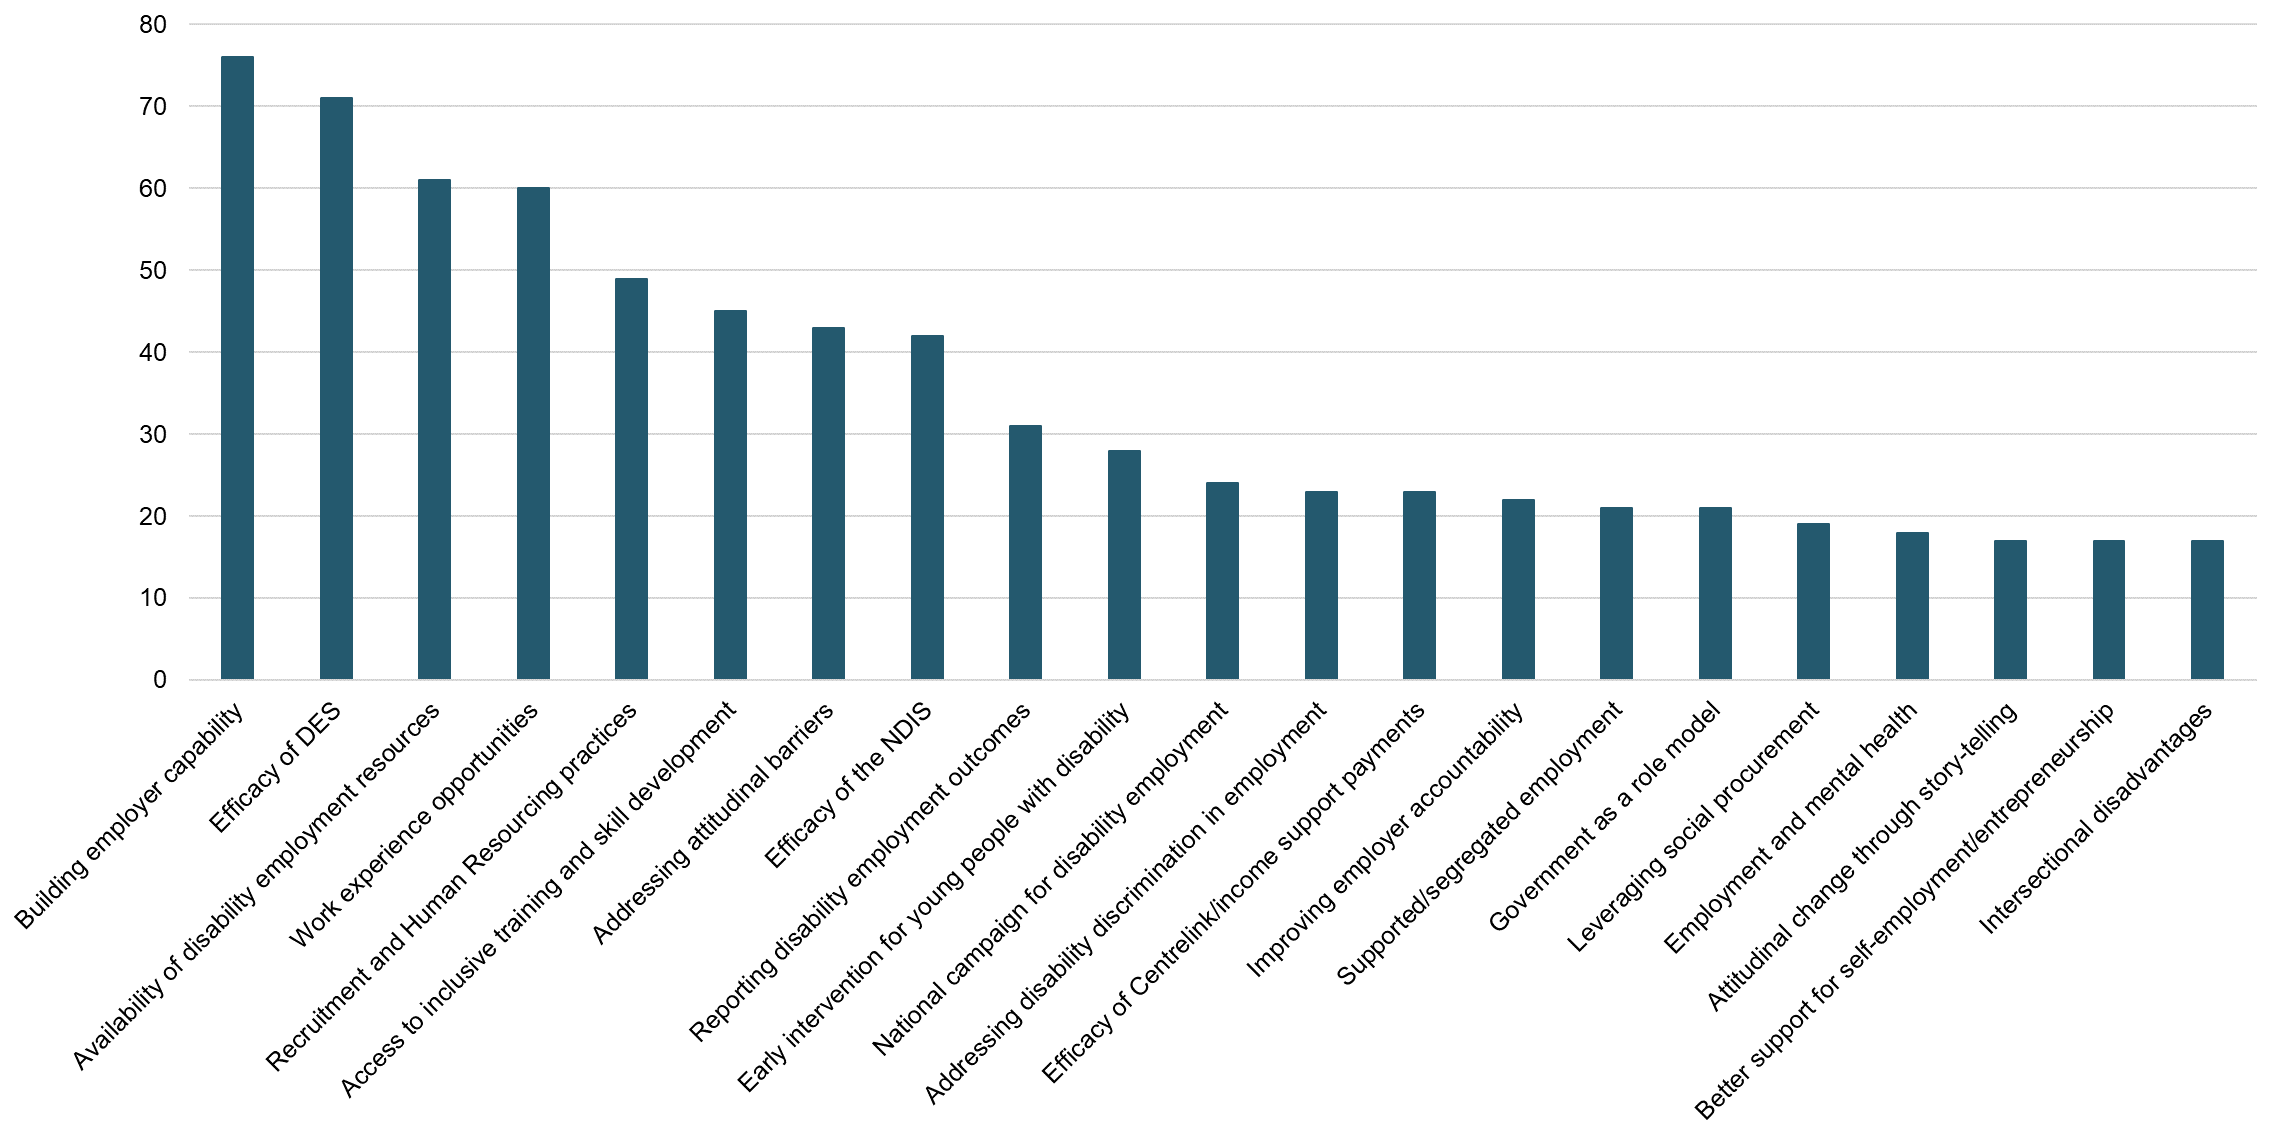 80
70
60
50
40
30
20
10
0
Building employer capability
Efficacy of DES
Availability of disability employment resources
Work experience opportunities
Recruitment and Human Resourcing practices
Access to inclusive training and skill development
Addressing attitudinal barriers
Efficacy of the NDIS
Reporting disability employment outcomes
Early intervention for young people with disability
National campaign for disability employment
Addressing disability discrimination in employment
Efficacy of Centrelink/income support payments
Improving employer accountability
Supported/segregated employment
Government as a role model
Leveraging social procurement
Employment and mental health
Attitudinal change through story-telling
Better support for self-employment/entrepreneurship
Intersectional disadvantages